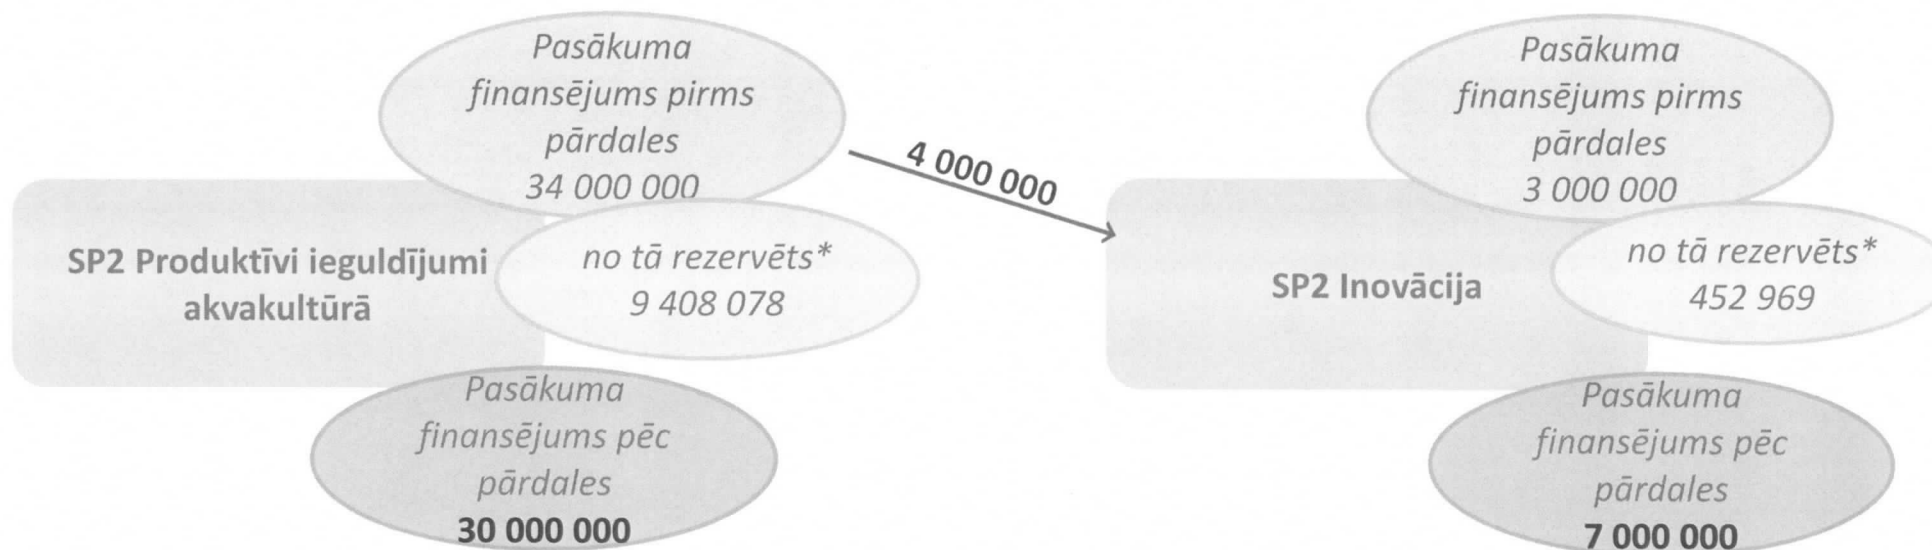 Pasākuma
finansējums pirms
pārdales
34 000 000
SP2 Produktīvi ieguldījumi
akvakultūrā
no tā rezervēts*
9 408 078
Pasākuma
finansējums pēc
pārdales
30 000 000
4 000 000
Pasākuma
finansējums pirms
pārdales
3 000 000
SP2 Inovācija
no tā rezervēts*
452 969
Pasākuma
finansējums pēc
pārdales
7 000 000